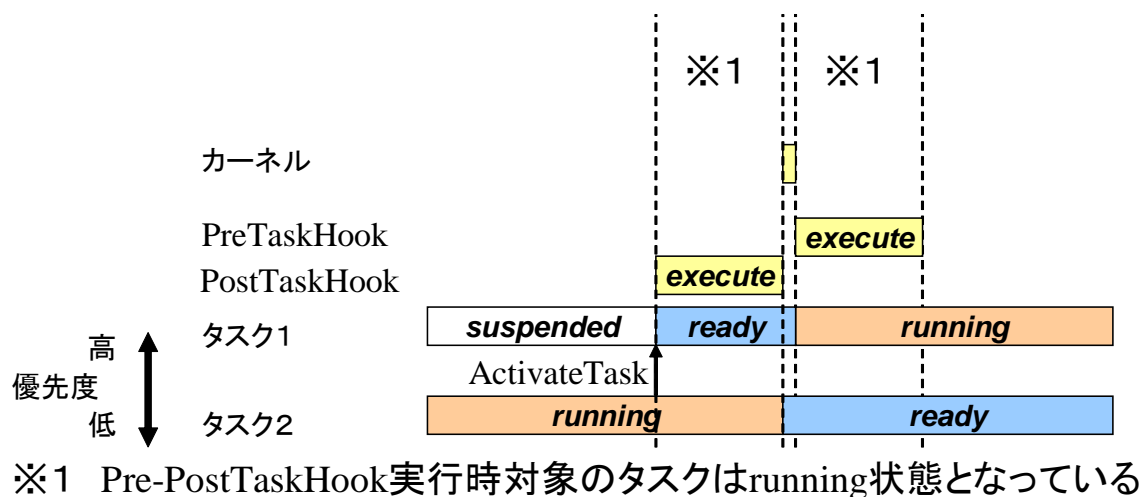 ※1 ※1
カーネル
PreTaskHook execute
PostTaskHook execute
タスク1 suspended ready running
高
優先度
低
ActivateTask
タスク2 running ready
※1 Pre-PostTaskHook実行時対象のタスクはrunning状態となっている